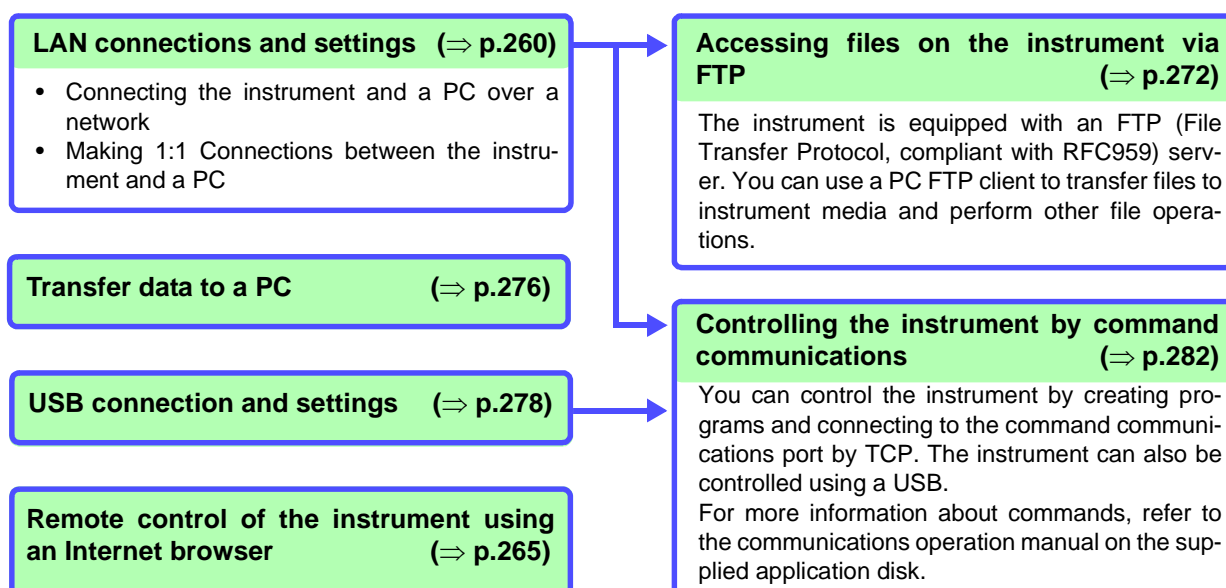 LAN connections and settings (⇒ p.260)
• Connecting the instrument and a PC over a
network
• Making 1:1 Connections between the instru-
ment and a PC
Transfer data to a PC (⇒ p.276)
USB connection and settings (⇒ p.278)
Remote control of the instrument using
an Internet browser (⇒ p.265)
Accessing files on the instrument via
FTP (⇒ p.272)
The instrument is equipped with an FTP (File
Transfer Protocol, compliant with RFC959) serv-
er. You can use a PC FTP client to transfer files to
instrument media and perform other file opera-
tions.
Controlling the instrument by command
communications (⇒ p.282)
You can control the instrument by creating pro-
grams and connecting to the command communi-
cations port by TCP. The instrument can also be
controlled using a USB.
For more information about commands, refer to
the communications operation manual on the sup-
plied application disk.